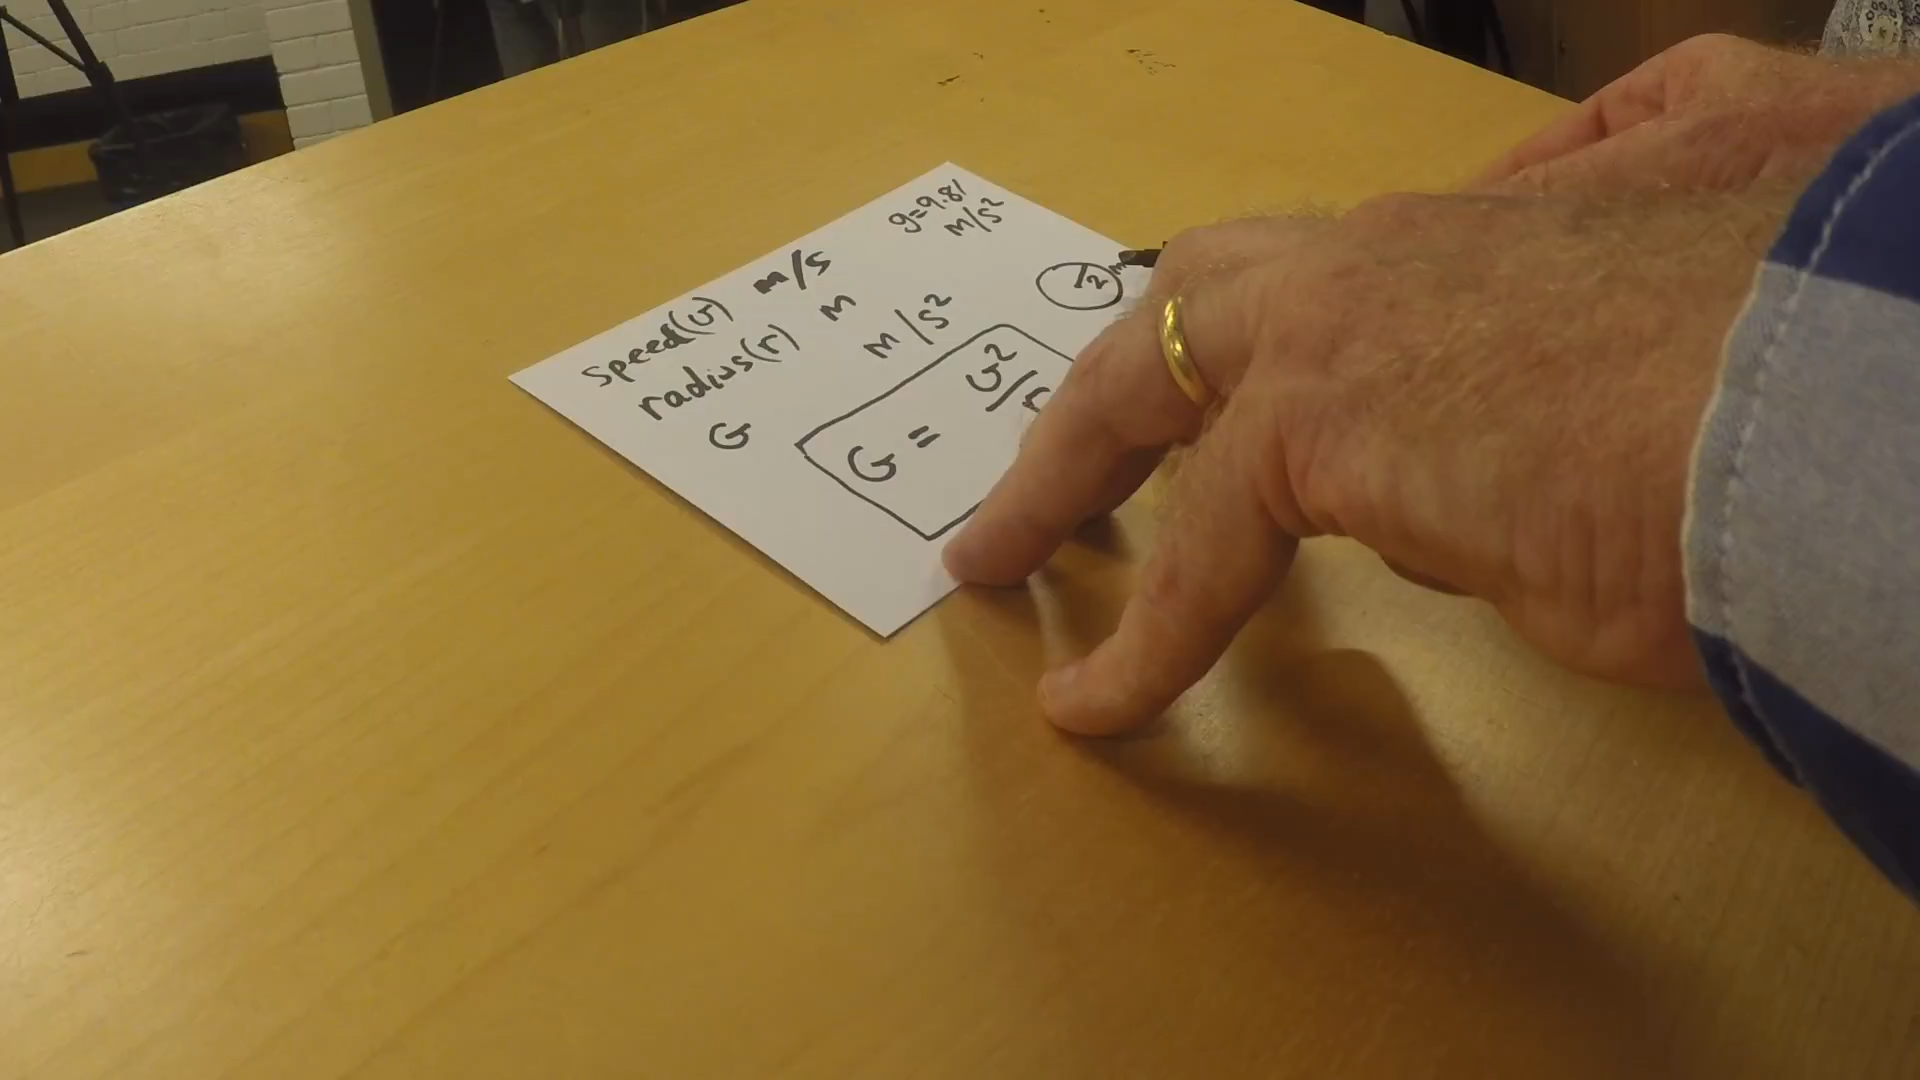 g=9.81
m/s²
speed(v) m/s
radius(r) m
G m/s²
G = v²/r